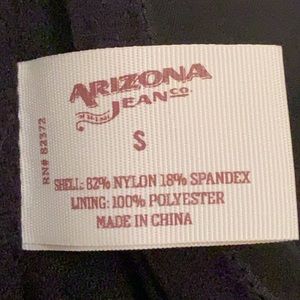 ARIZONA
JEAN CO.
S
SHELL: 82% NYLON 18% SPANDEX
LINING: 100% POLYESTER
MADE IN CHINA
RN# 82372